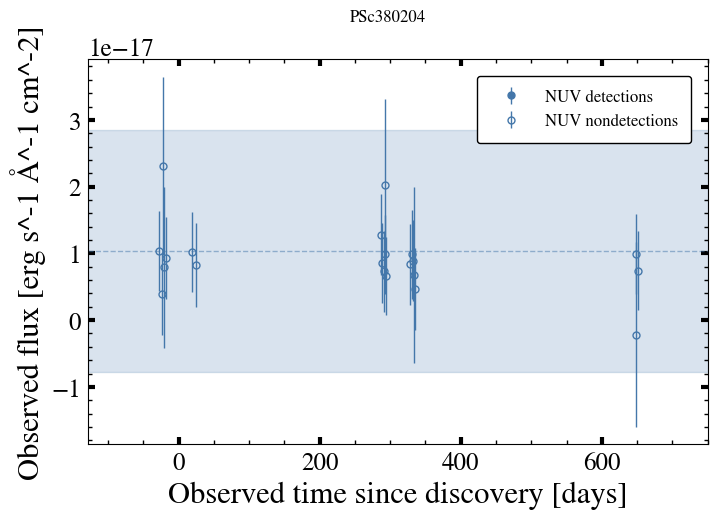 PSc380204
1e−17
NUV detections
NUV nondetections
3
2
1
0
−1
0 200 400 600
Observed time since discovery [days]
Observed flux [erg s^-1 Å^-1 cm^-2]